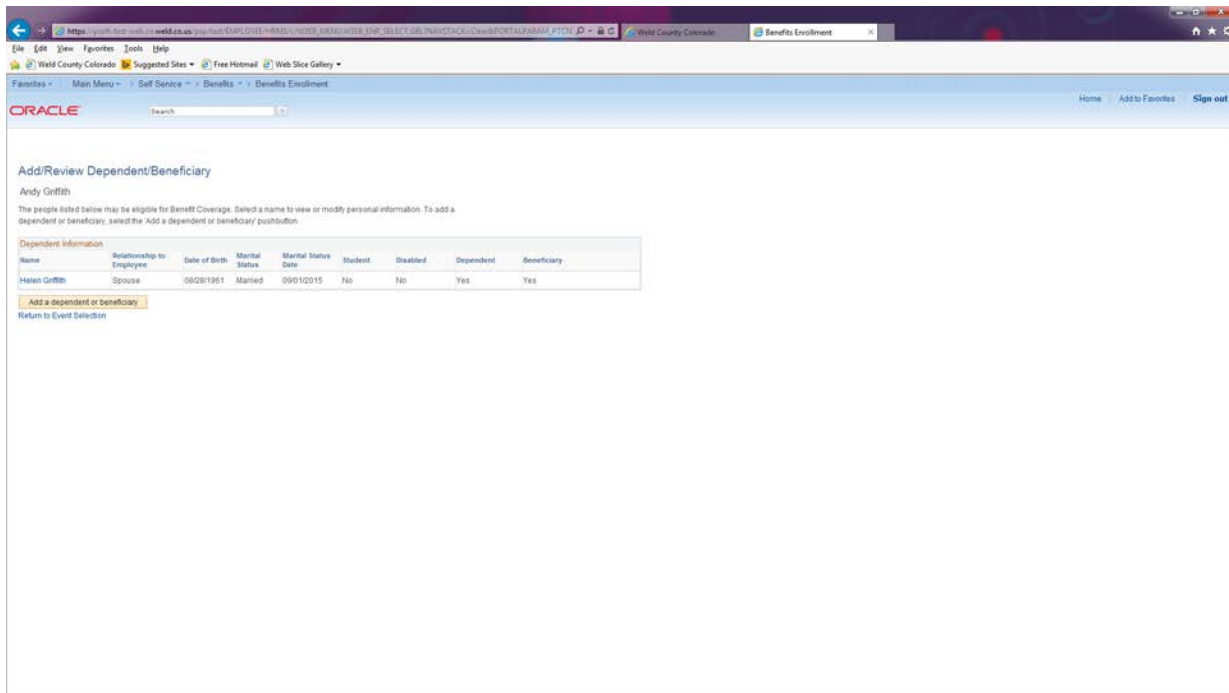 Weld County Colorado
Benefits Enrollment
File Edit View Favorites Tools Help
Weld County Colorado Suggested Sites Free Hotmail Web Slice Gallery
Favorites Main Menu > Self Service > Benefits > Benefits Enrollment
Home Add to Favorites Sign out
ORACLE Search
Add/Review Dependent/Beneficiary
Andy Griffith
The people listed below may be eligible for Benefit Coverage. Select a name to view or modify personal information. To add a
dependent or beneficiary, select the 'Add a dependent or beneficiary' pushbutton.
Dependent Information
Name Relationship to Employee Date of Birth Marital Status Marital Status Date Student Disabled Dependent Beneficiary
Helen Griffith Spouse Married 09/01/2015 No No Yes Yes
Add a dependent or beneficiary
Return to Event Selection